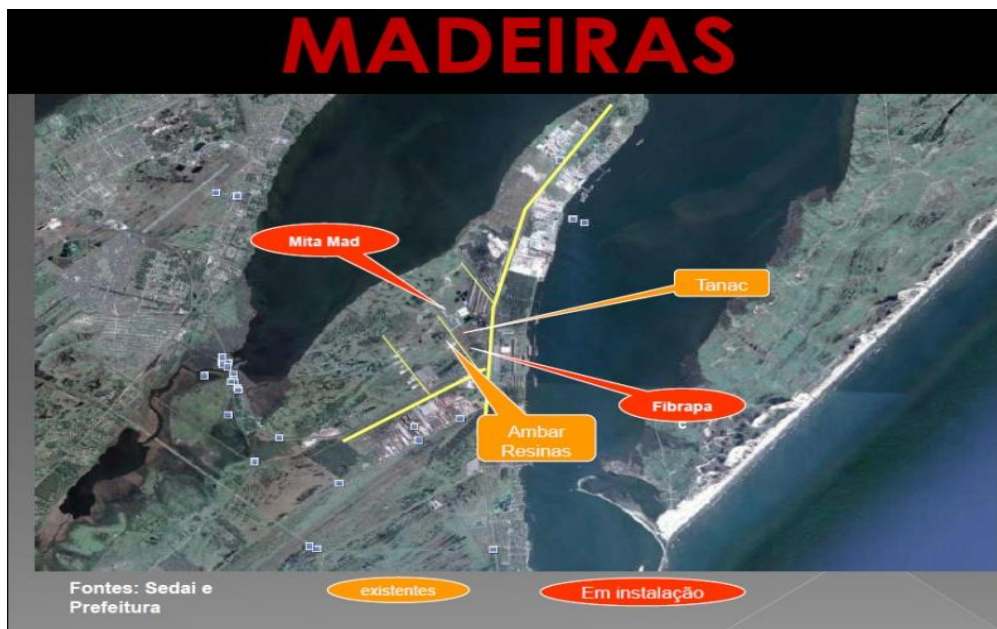 MADEIRAS
Mita Mad
Tanac
Fibrapa
c
Ambar
Resinas
Fontes: Sedai e
Prefeitura
existentes
Em instalação